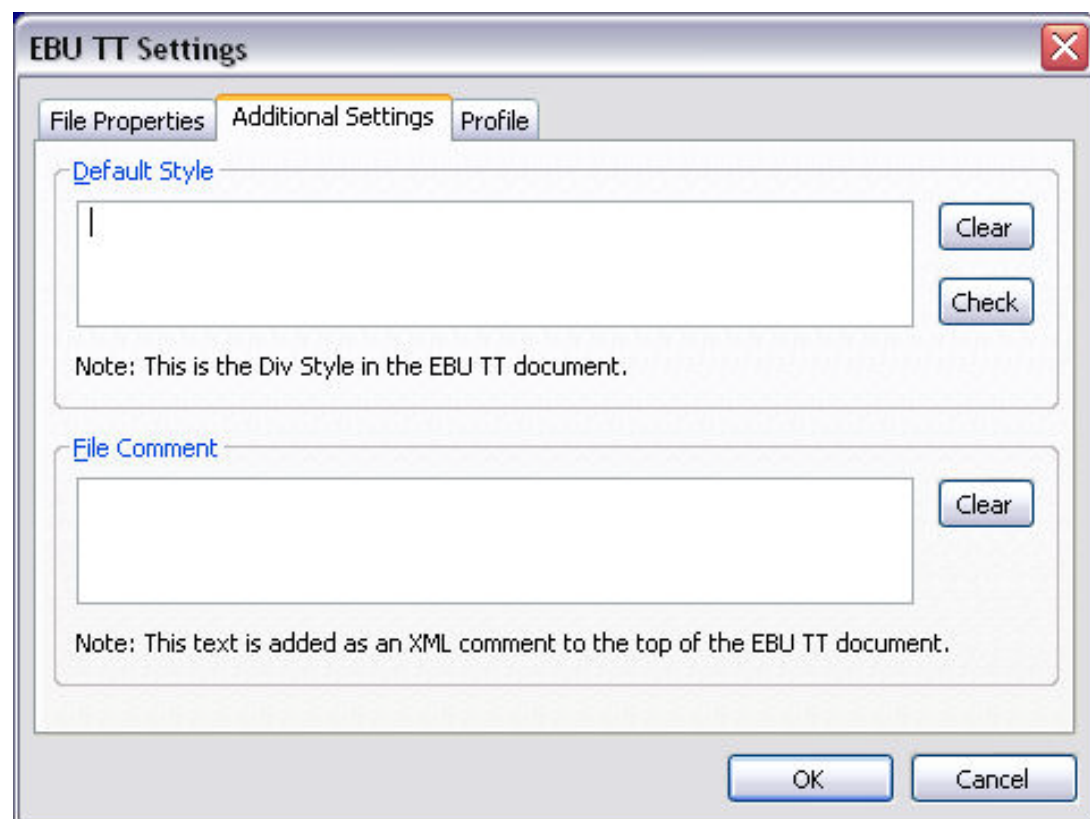 EBU TT Settings
File Properties Additional Settings Profile
Default Style
Clear
Check
Note: This is the Div Style in the EBU TT document.
File Comment
Clear
Note: This text is added as an XML comment to the top of the EBU TT document.
OK Cancel